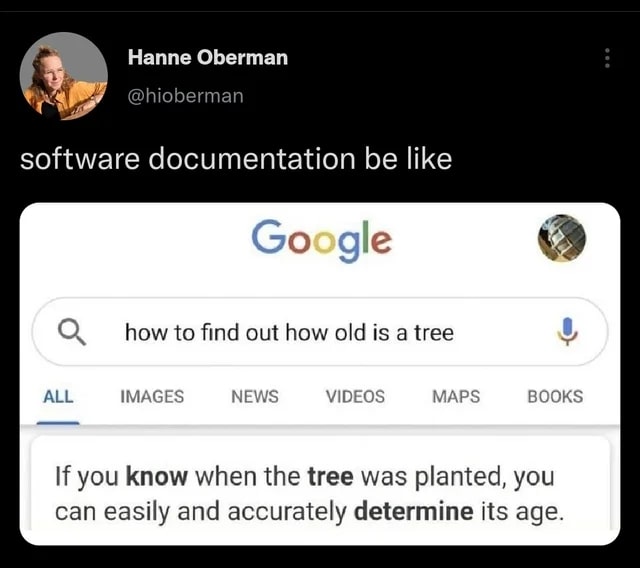 Hanne Oberman
@hioberman
software documentation be like
Google
how to find out how old is a tree
ALL IMAGES NEWS VIDEOS MAPS BOOKS
If you know when the tree was planted, you
can easily and accurately determine its age.